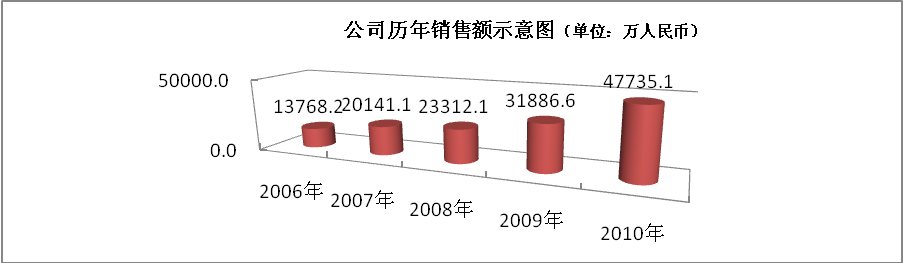 公司历年销售额示意图（单位：万人民币）
50000.0
0.0
13768.2
20141.1
23312.1
31886.6
47735.1
2006年
2007年
2008年
2009年
2010年